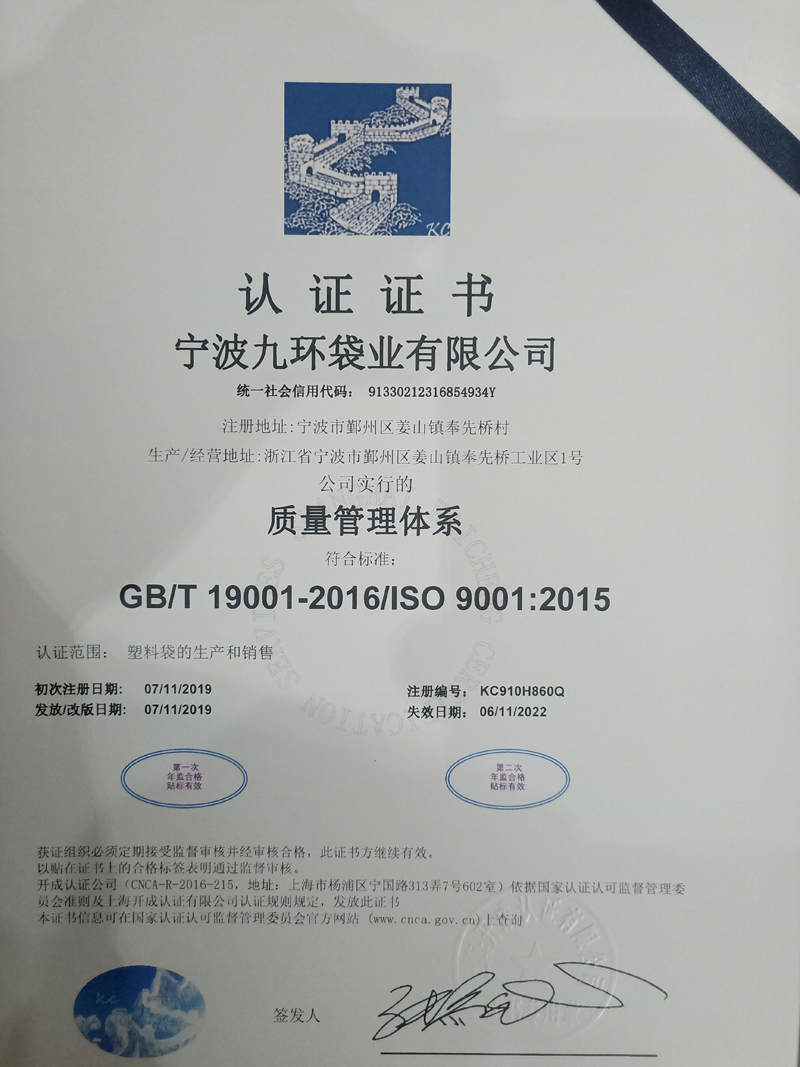 KC
认证证书
宁波九环袋业有限公司
统一社会信用代码: 91330212316854934Y
注册地址:宁波市鄞州区姜山镇奉先桥村
生产/经营地址:浙江省宁波市鄞州区姜山镇奉先桥工业区1号
公司实行的
质量管理体系
符合标准:
GB/T 19001-2016/ISO 9001:2015
认证范围: 塑料袋的生产和销售
初次注册日期: 07/11/2019 注册编号: KC910H860Q
发放/改版日期: 07/11/2019 失效日期: 06/11/2022
第一次
年监合格
贴标有效
第二次
年监合格
贴标有效
获证组织必须定期接受监督审核并经审核合格，此证书方继续有效。
以贴在证书上的合格标签表明通过监督审核。
开成认证公司（CNCA-R-2016-215，地址：上海市杨浦区宁国路313弄7号602室）依据国家认证认可监督管理委
员会准则及上海开成认证有限公司认证规则规定，发放此证书
本证书信息可在国家认证认可监督管理委员会官方网站 (www.cnca.gov.cn)上查询
KC
签发人